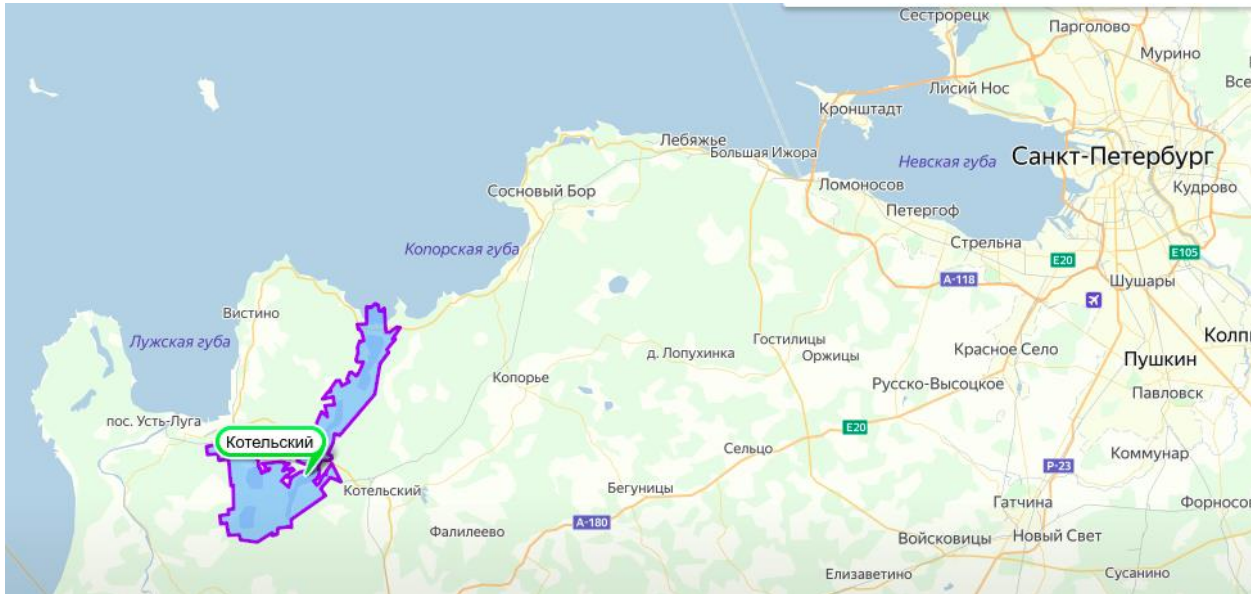 Сестрорецк
Парголово
Мурино
Все
Лисий Нос
Кронштадт
Лебяжье
Большая Ижора
Невская губа
Санкт-Петербург
Кудрово
Сосновый Бор
Ломоносов
Петергоф
Копорская губа
Стрельна
E20
E105
А-118
Шушары
Вистино
Лужская губа
Гостилицы
Оржицы
Красное Село
Колп
д. Лопухинка
Пушкин
Копорье
Русско-Высоцкое
Павловск
пос. Усть-Луга
E20
Котельский
Сельцо
Коммунар
Р-23
Котельский
Бегуницы
Гатчина
Форносо
А-180
Фалилеево
Войсковицы
Новый Свет
Елизаветино
Сусанино